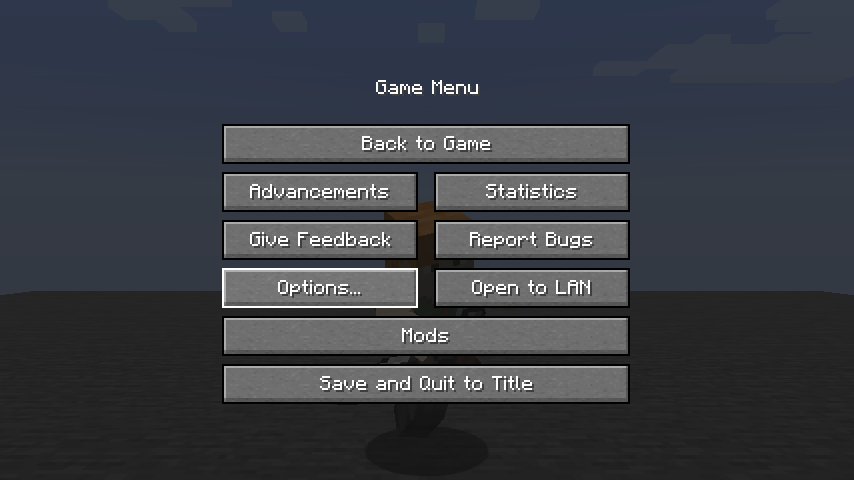 Game Menu
Back to Game
Advancements
Statistics
Give Feedback
Report Bugs
Options...
Open to LAN
Mods
Save and Quit to Title